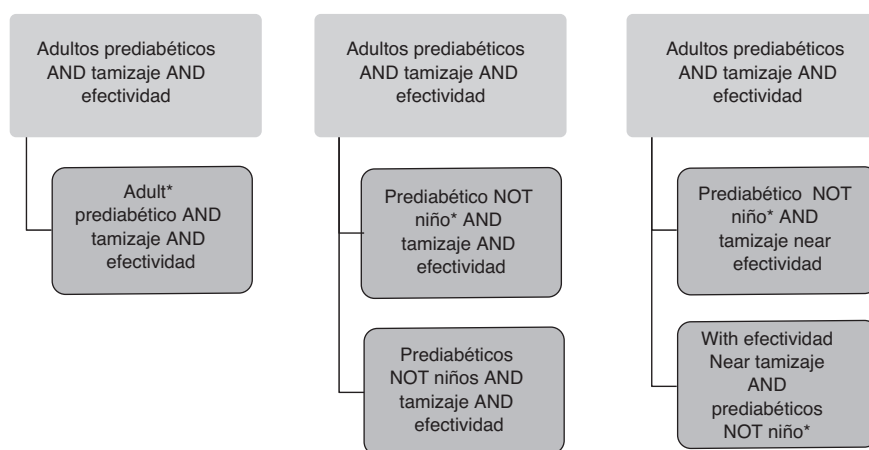 Adultos prediabéticos
AND tamizaje AND
efectividad
Adult*
prediabético AND
tamizaje AND
efectividad
Adultos prediabéticos
AND tamizaje AND
efectividad
Prediabético NOT
niño* AND
tamizaje AND
efectividad
Prediabéticos
NOT niños AND
tamizaje AND
efectividad
Adultos prediabéticos
AND tamizaje AND
efectividad
Prediabético NOT
niño* AND
tamizaje near
efectividad
With efectividad
Near tamizaje
AND
prediabéticos
NOT niño*